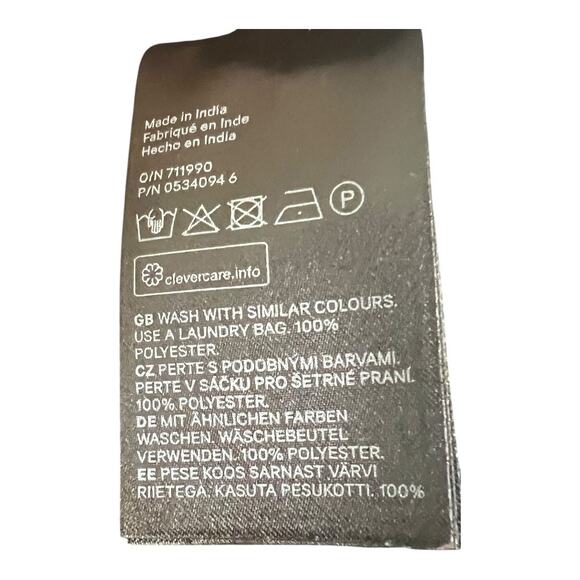 Made in India
Fabriqué en Inde
Hecho en India
O/N 711990
P/N 0534094 6
P
clevercare.info
GB WASH WITH SIMILAR COLOURS.
USE A LAUNDRY BAG. 100%
POLYESTER.
CZ PERTE S PODOBNÝMI BARVAMI.
PERTE V SÁČKU PRO ŠETRNÉ PRANÍ.
100% POLYESTER.
DE MIT ÄHNLICHEN FARBEN
WASCHEN. WÄSCHEBEUTEL
VERWENDEN. 100% POLYESTER.
EE PESE KOOS SARNAST VÄRVI
RIIETEGA. KASUTA PESUKOTTI. 100%